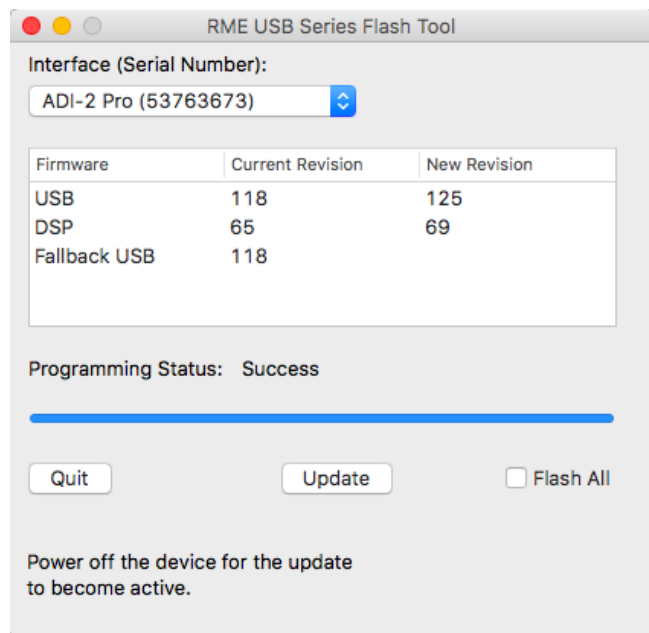 RME USB Series Flash Tool
Interface (Serial Number):
ADI-2 Pro (53763673)
Firmware Current Revision New Revision
USB 118 125
DSP 65 69
Fallback USB 118
Programming Status: Success
Quit Update Flash All
Power off the device for the update
to become active.